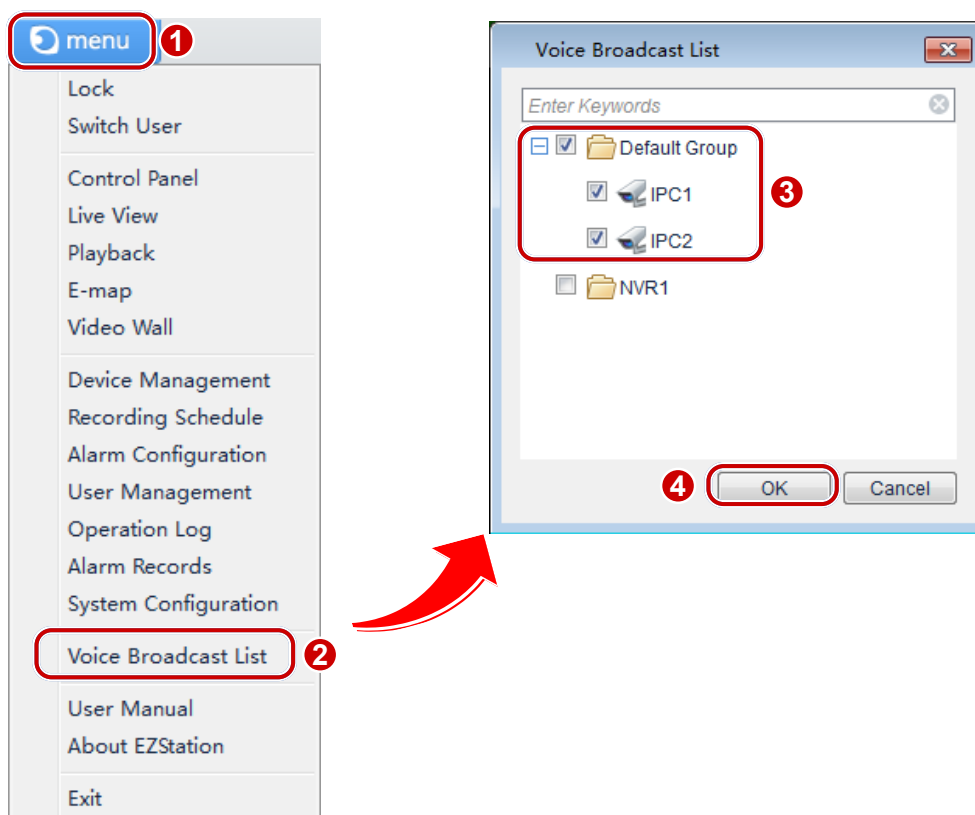 menu
1
Lock
Switch User
Control Panel
Live View
Playback
E-map
Video Wall
Device Management
Recording Schedule
Alarm Configuration
User Management
Operation Log
Alarm Records
System Configuration
Voice Broadcast List
2
User Manual
About EZStation
Exit
Voice Broadcast List
Enter Keywords
Default Group
IPC1
3
IPC2
NVR1
4
OK Cancel